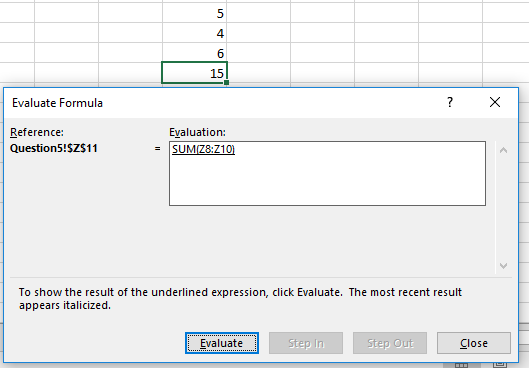 5
4
6
15
Evaluate Formula ? ×
Reference: Evaluation:
Question5!$Z$11 = SUM(Z8:Z10)
To show the result of the underlined expression, click Evaluate.  The most recent result
appears italicized.
Evaluate Step In Step Out Close